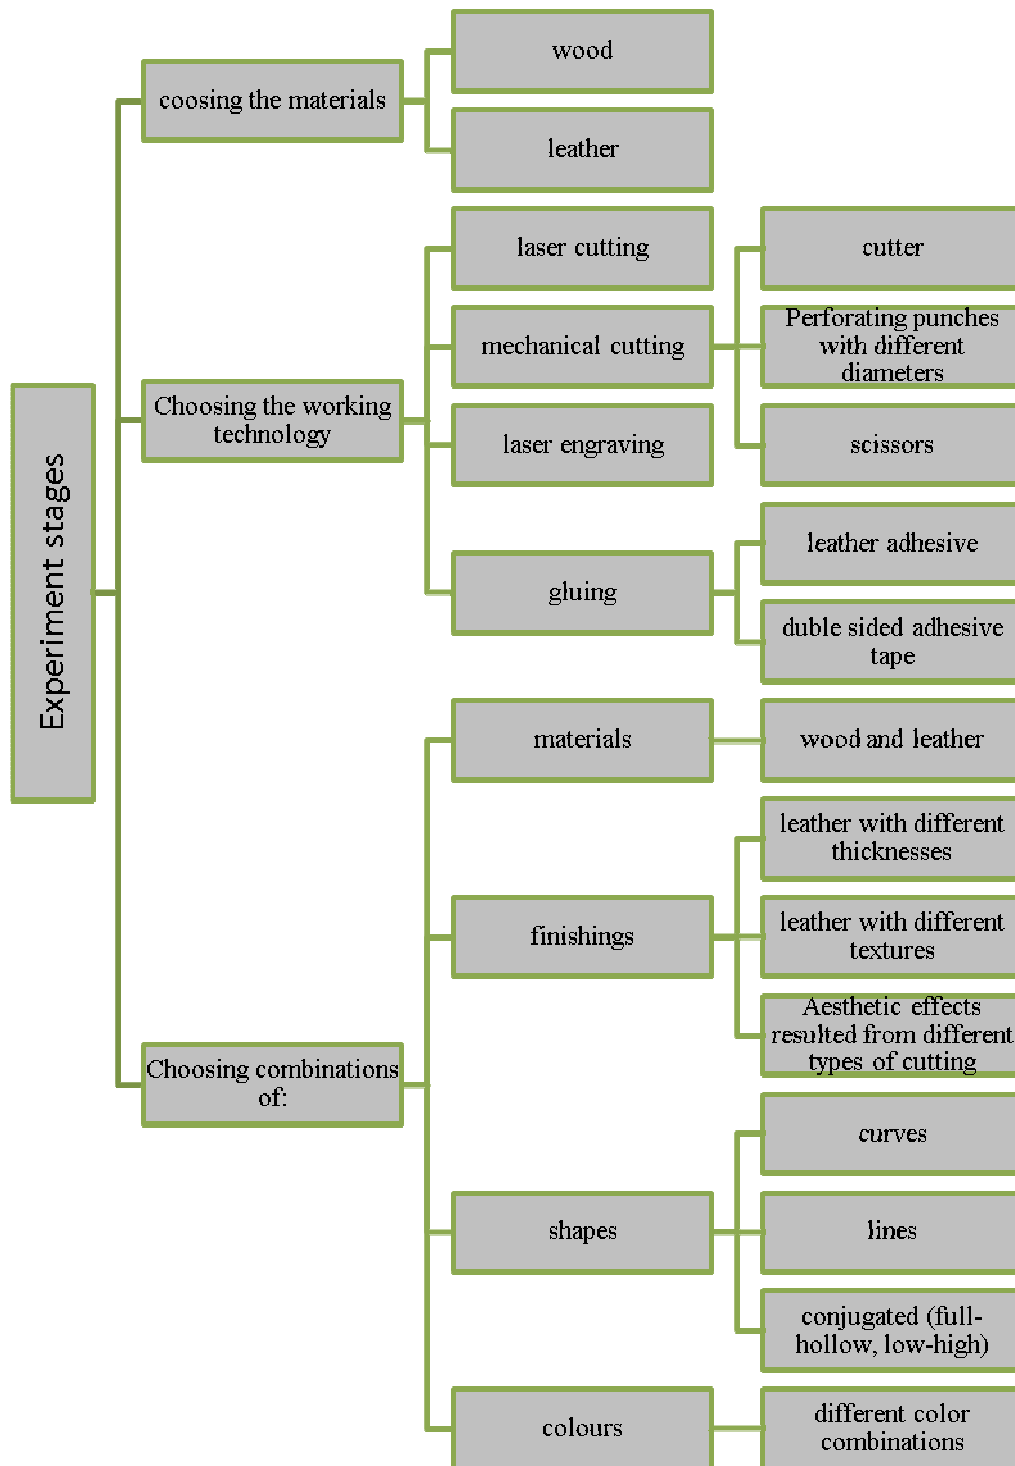 Experiment stages
coosing the materials
wood
leather
Choosing the working
technology
laser cutting
mechanical cutting
cutter
Perforating punches
with different
diameters
scissors
laser engraving
gluing
leather adhesive
duble sided adhesive
tape
Choosing combinations
of:
materials
wood and leather
finishings
leather with different
thicknesses
leather with different
textures
Aesthetic effects
resulted from different
types of cutting
shapes
curves
lines
conjugated (full-
hollow, low-high)
colours
different color
combinations